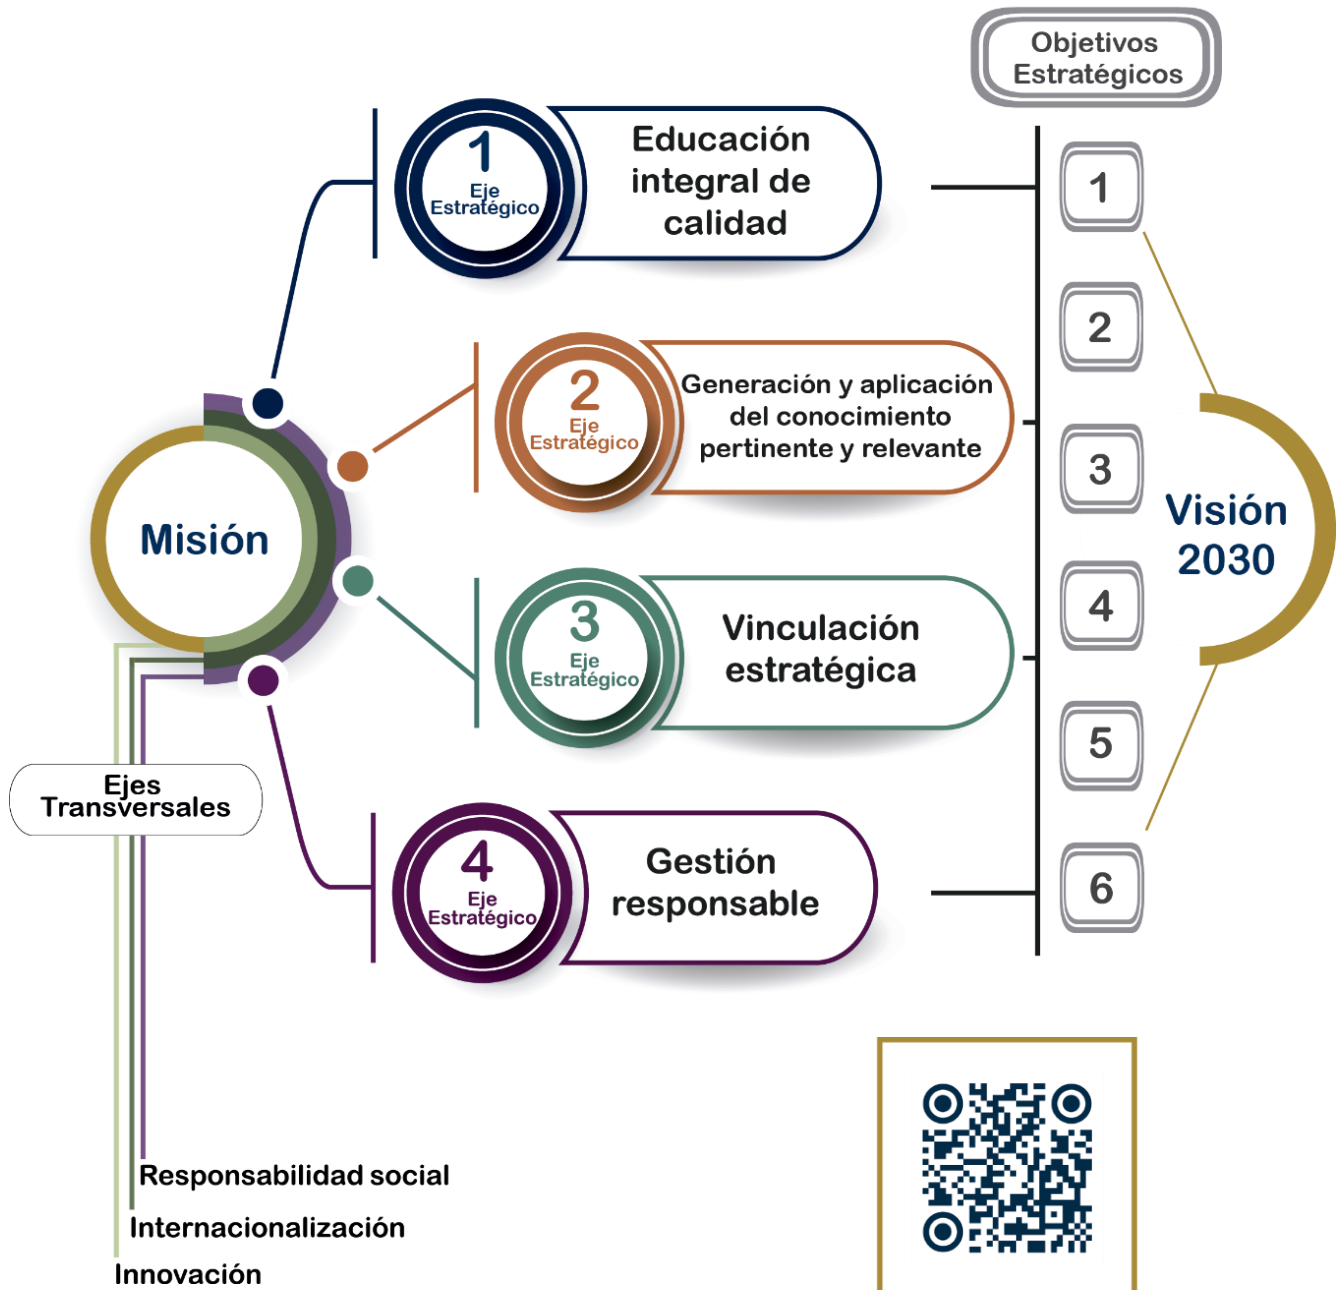 Objetivos
Estratégicos
1
Eje
Estratégico
Educación
integral de
calidad
2
Eje
Estratégico
Generación y aplicación
del conocimiento
pertinente y relevante
3
Eje
Estratégico
Vinculación
estratégica
4
Eje
Estratégico
Gestión
responsable
1
2
3
4
5
6
Misión
Visión
2030
Ejes
Transversales
Responsabilidad social
Internacionalización
Innovación